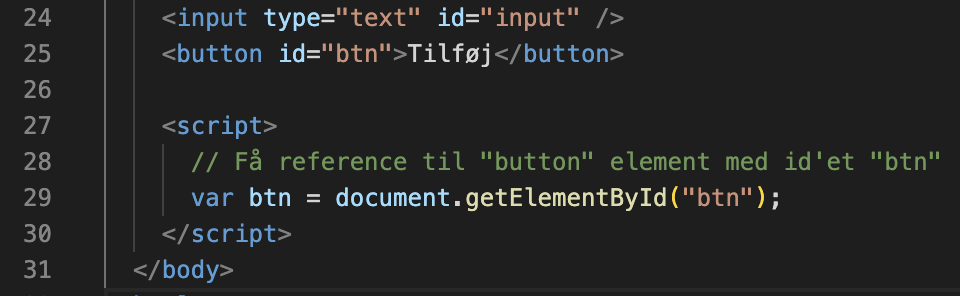 24 <input type="text" id="input" />
25 <button id="btn">Tilføj</button>
26
27 <script>
28 // Få reference til "button" element med id'et "btn"
29 var btn = document.getElementById("btn");
30 </script>
31 </body>